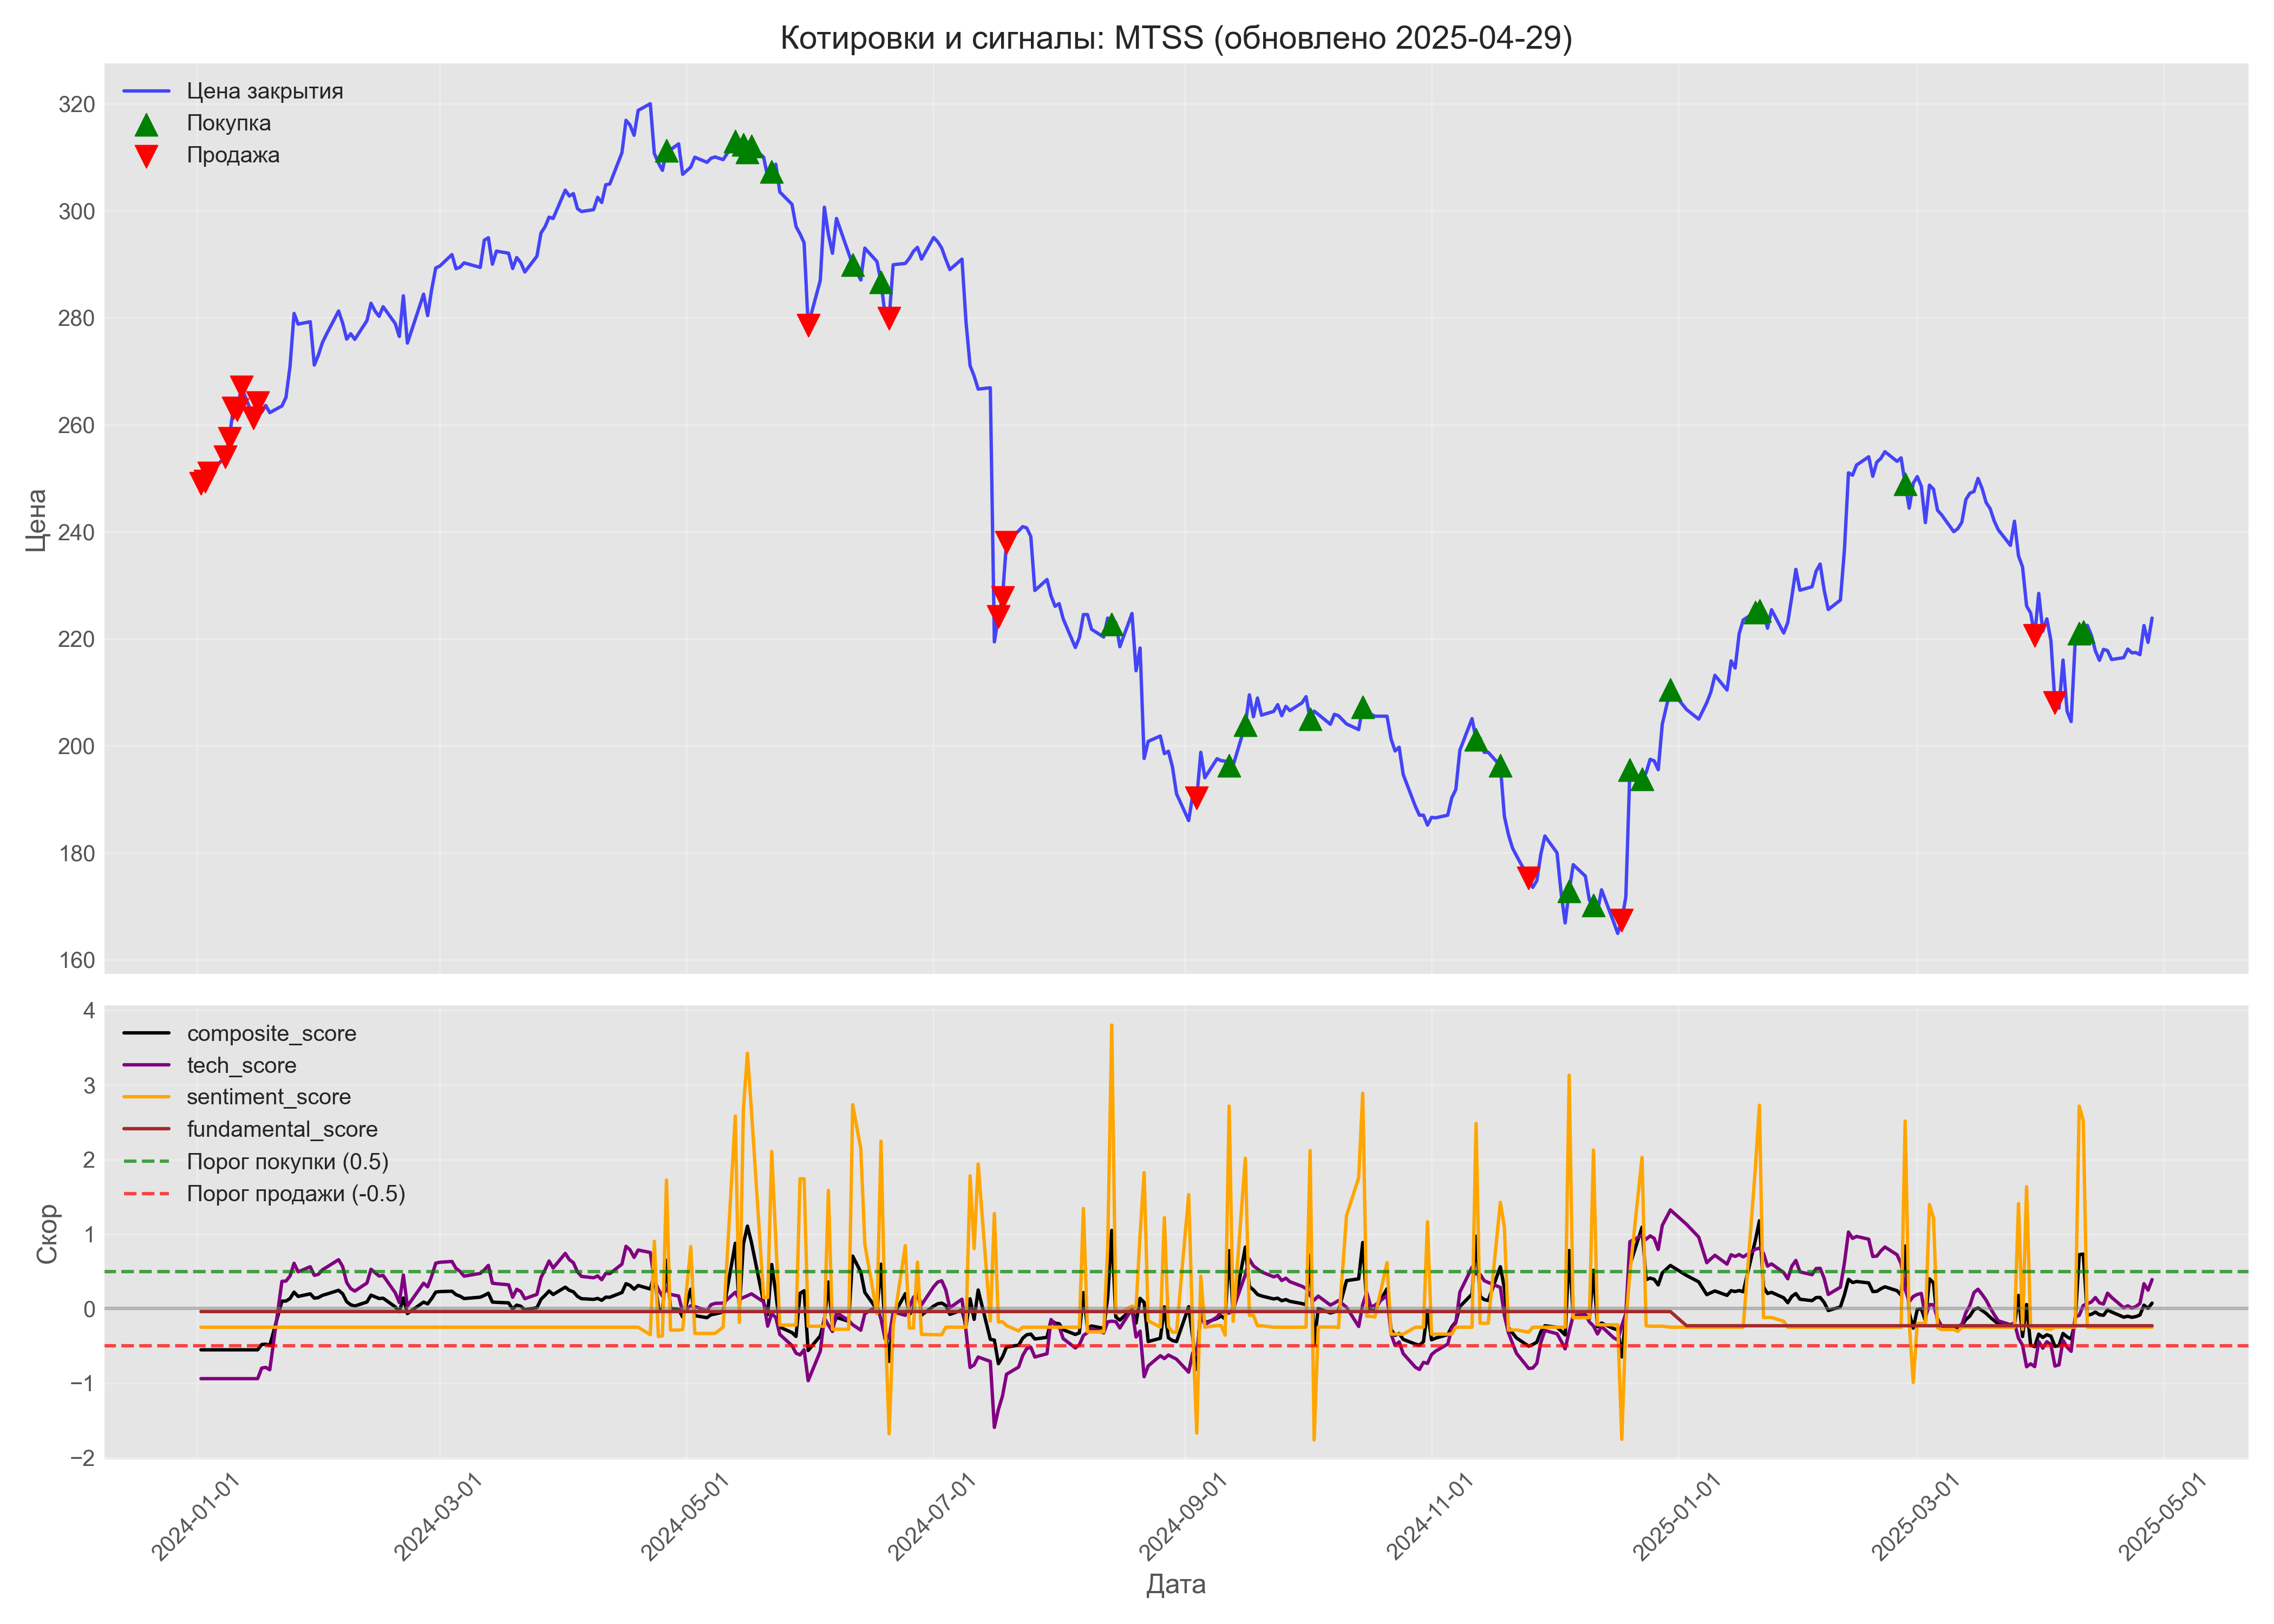 Котировки и сигналы: MTSS (обновлено 2025-04-29)
Цена закрытия
Покупка
Продажа
320
300
280
260
240
220
200
180
160
Цена
composite_score
tech_score
sentiment_score
fundamental_score
Порог покупки (0.5)
Порог продажи (-0.5)
4
3
2
1
0
−1
−2
Скор
2024-01-01
2024-03-01
2024-05-01
2024-07-01
2024-09-01
2024-11-01
2025-01-01
2025-03-01
2025-05-01
Дата